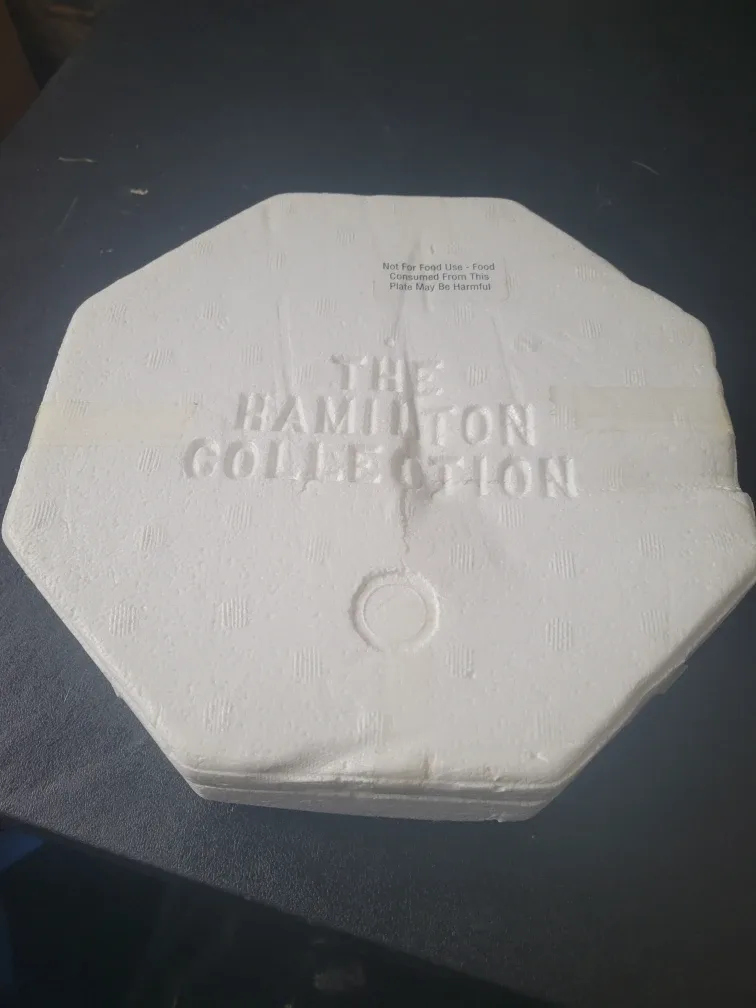 Not For Food Use - Food
Consumed From This
Plate May Be Harmful
THE
HAMILTON
COLLECTION